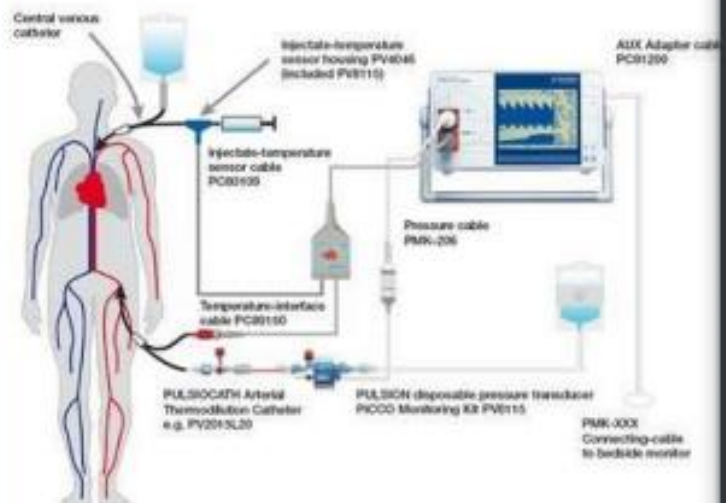 Central venous
catheter
Injectate-temperature
sensor housing PV4046
(included PV8115)
AUX Adapter cable
PC81200
Injectate-temperature
sensor cable
PC80109
Pressure cable
PMK-206
Temperature-interface
cable PC80150
PULSIOCATH Arterial
Thermodilution Catheter
e.g. PV2015L20
PULSION disposable pressure transducer
PiCCO Monitoring Kit PV8115
PMK-XXX
Connecting-cable
to bedside monitor